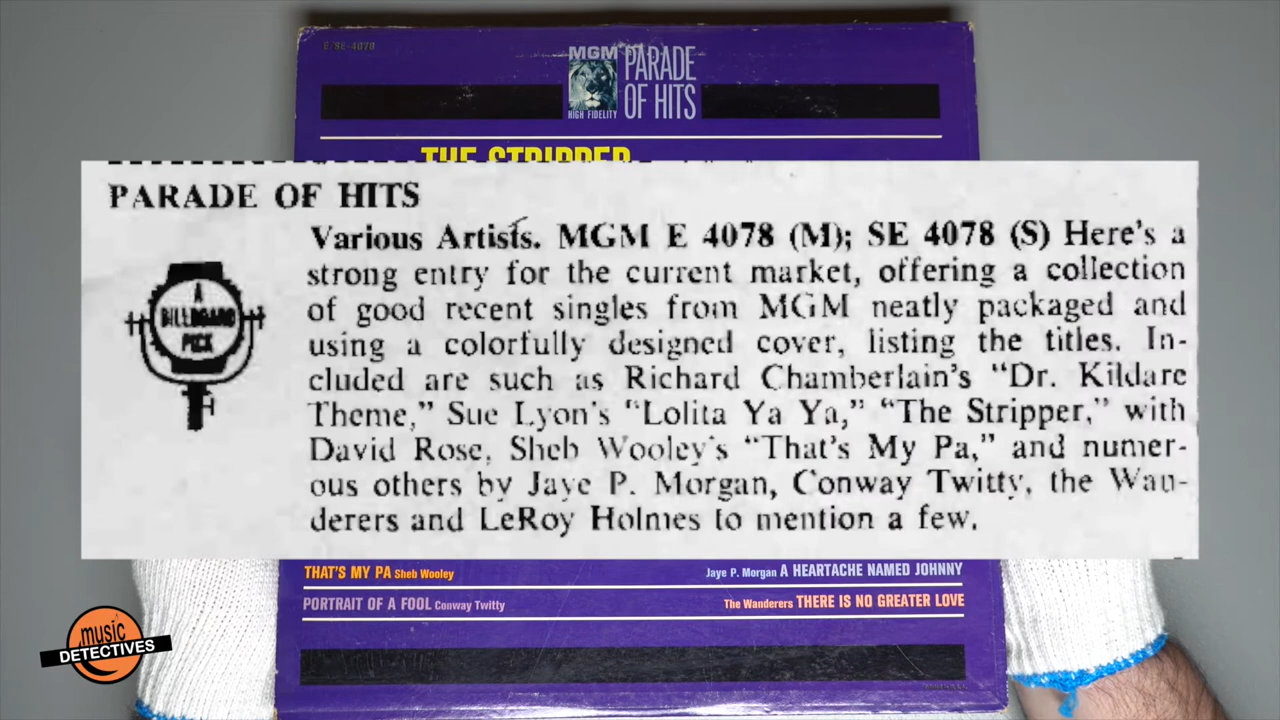 E/SE-4078
MGM PARADE
OF HITS
HIGH FIDELITY
THE STRIPPER
PARADE OF HITS
A
BILLBOARD
PICK
Various Artists. MGM E 4078 (M); SE 4078 (S) Here's a
strong entry for the current market, offering a collection
of good recent singles from MGM neatly packaged and
using a colorfully designed cover, listing the titles. In-
cluded are such as Richard Chamberlain's “Dr. Kildare
Theme,” Sue Lyon's “Lolita Ya Ya,” “The Stripper,” with
David Rose, Sheb Wooley's “That's My Pa,” and numer-
ous others by Jaye P. Morgan, Conway Twitty, the Wan-
derers and LeRoy Holmes to mention a few.
THAT'S MY PA Sheb Wooley
Jaye P. Morgan A HEARTACHE NAMED JOHNNY
PORTRAIT OF A FOOL Conway Twitty
The Wanderers THERE IS NO GREATER LOVE
music
DETECTIVES